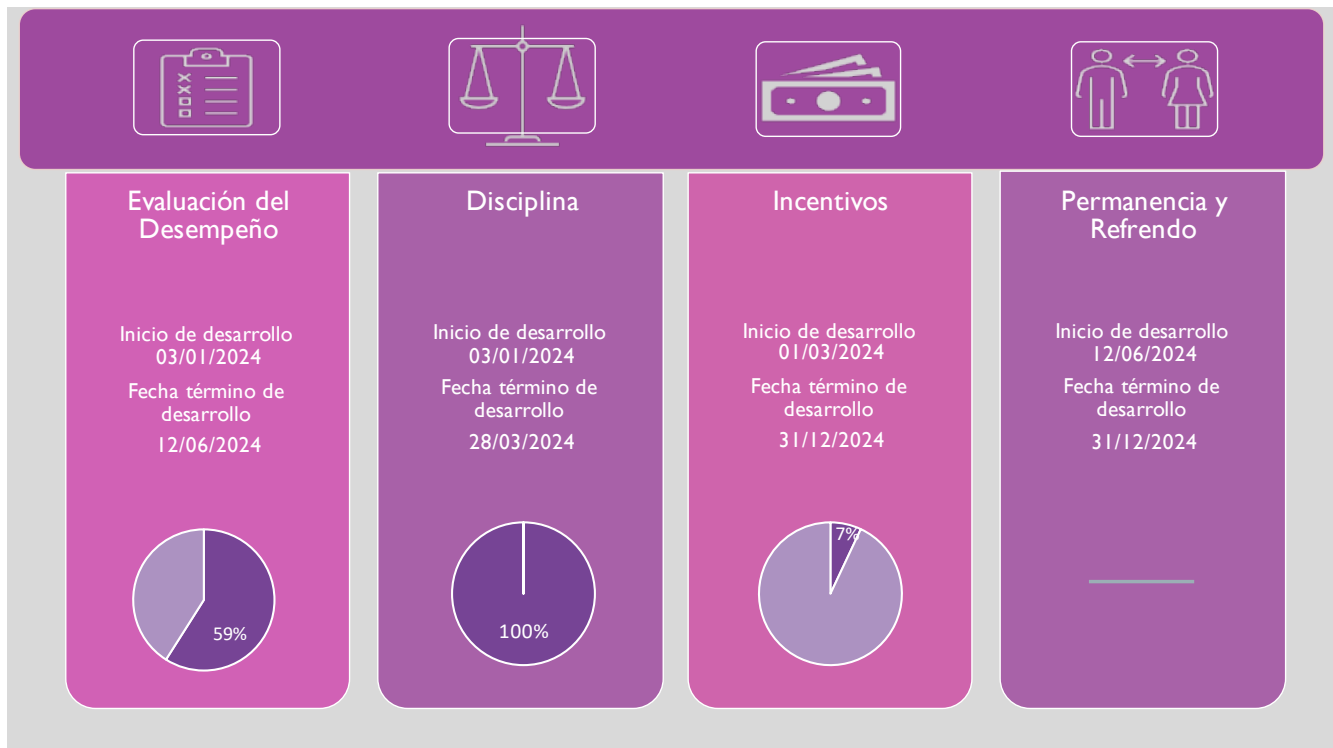 Evaluación del
Desempeño
Inicio de desarrollo
03/01/2024
Fecha término de
desarrollo
12/06/2024
59%
Disciplina
Inicio de desarrollo
03/01/2024
Fecha término de
desarrollo
28/03/2024
100%
Incentivos
Inicio de desarrollo
01/03/2024
Fecha término de
desarrollo
31/12/2024
7%
Permanencia y
Refrendo
Inicio de desarrollo
12/06/2024
Fecha término de
desarrollo
31/12/2024